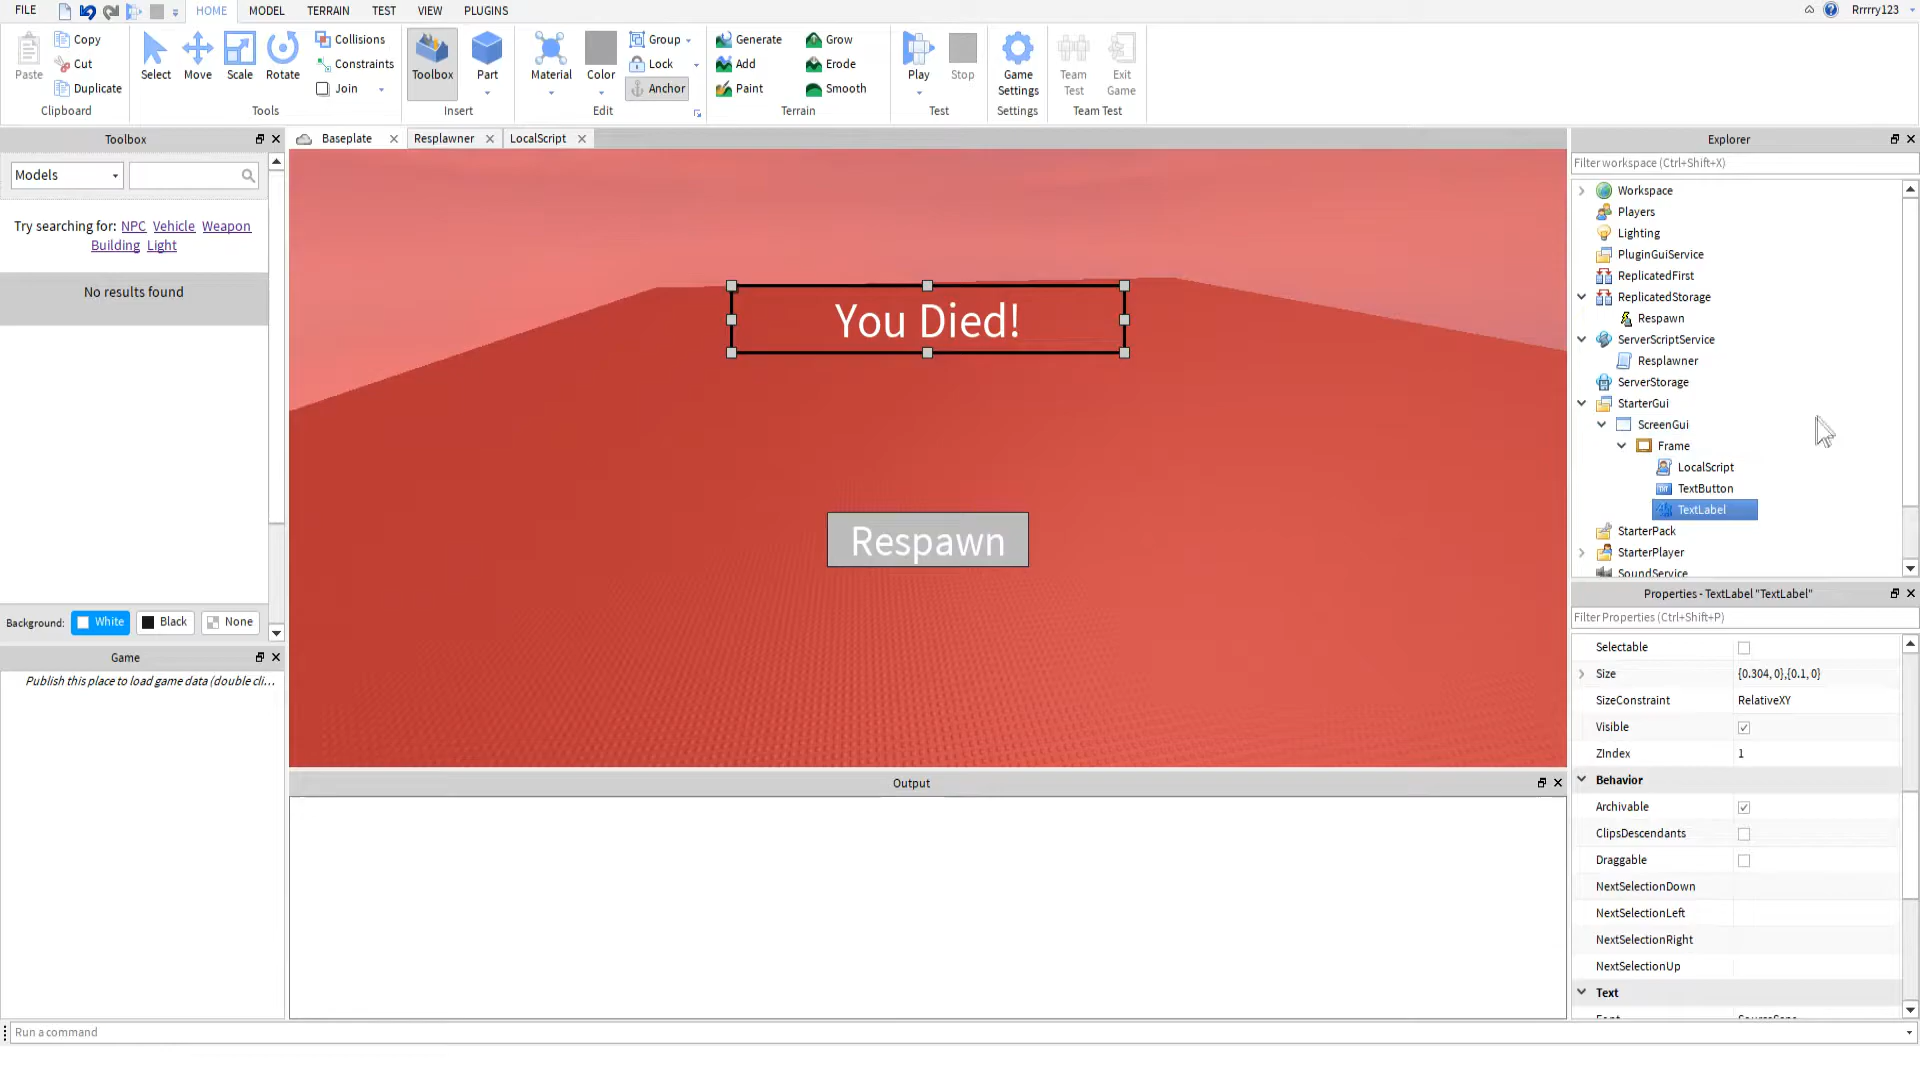 FILE
HOME
MODEL
TERRAIN
TEST
VIEW
PLUGINS
Rrrrry123
Paste
Copy
Cut
Duplicate
Clipboard
Select
Move
Scale
Rotate
Collisions
Constraints
Join
Tools
Toolbox
Part
Insert
Material
Color
Group
Lock
Anchor
Edit
Generate
Add
Paint
Grow
Erode
Smooth
Terrain
Play
Stop
Test
Game
Settings
Settings
Team
Test
Exit
Game
Team Test
Toolbox
Models
Try searching for: NPC Vehicle Weapon
Building Light
No results found
Background: White Black None
Game
Publish this place to load game data (double cli...
Baseplate
Resplawner
LocalScript
You Died!
Respawn
Output
Explorer
Filter workspace (Ctrl+Shift+X)
Workspace
Players
Lighting
PluginGuiService
ReplicatedFirst
ReplicatedStorage
Respawn
ServerScriptService
Resplawner
ServerStorage
StarterGui
ScreenGui
Frame
LocalScript
TextButton
TextLabel
StarterPack
StarterPlayer
SoundService
Properties - TextLabel "TextLabel"
Filter Properties (Ctrl+Shift+P)
Selectable
Size {0.304, 0},{0.1, 0}
SizeConstraint RelativeXY
Visible
ZIndex 1
Behavior
Archivable
ClipsDescendants
Draggable
NextSelectionDown
NextSelectionLeft
NextSelectionRight
NextSelectionUp
Text
Run a command